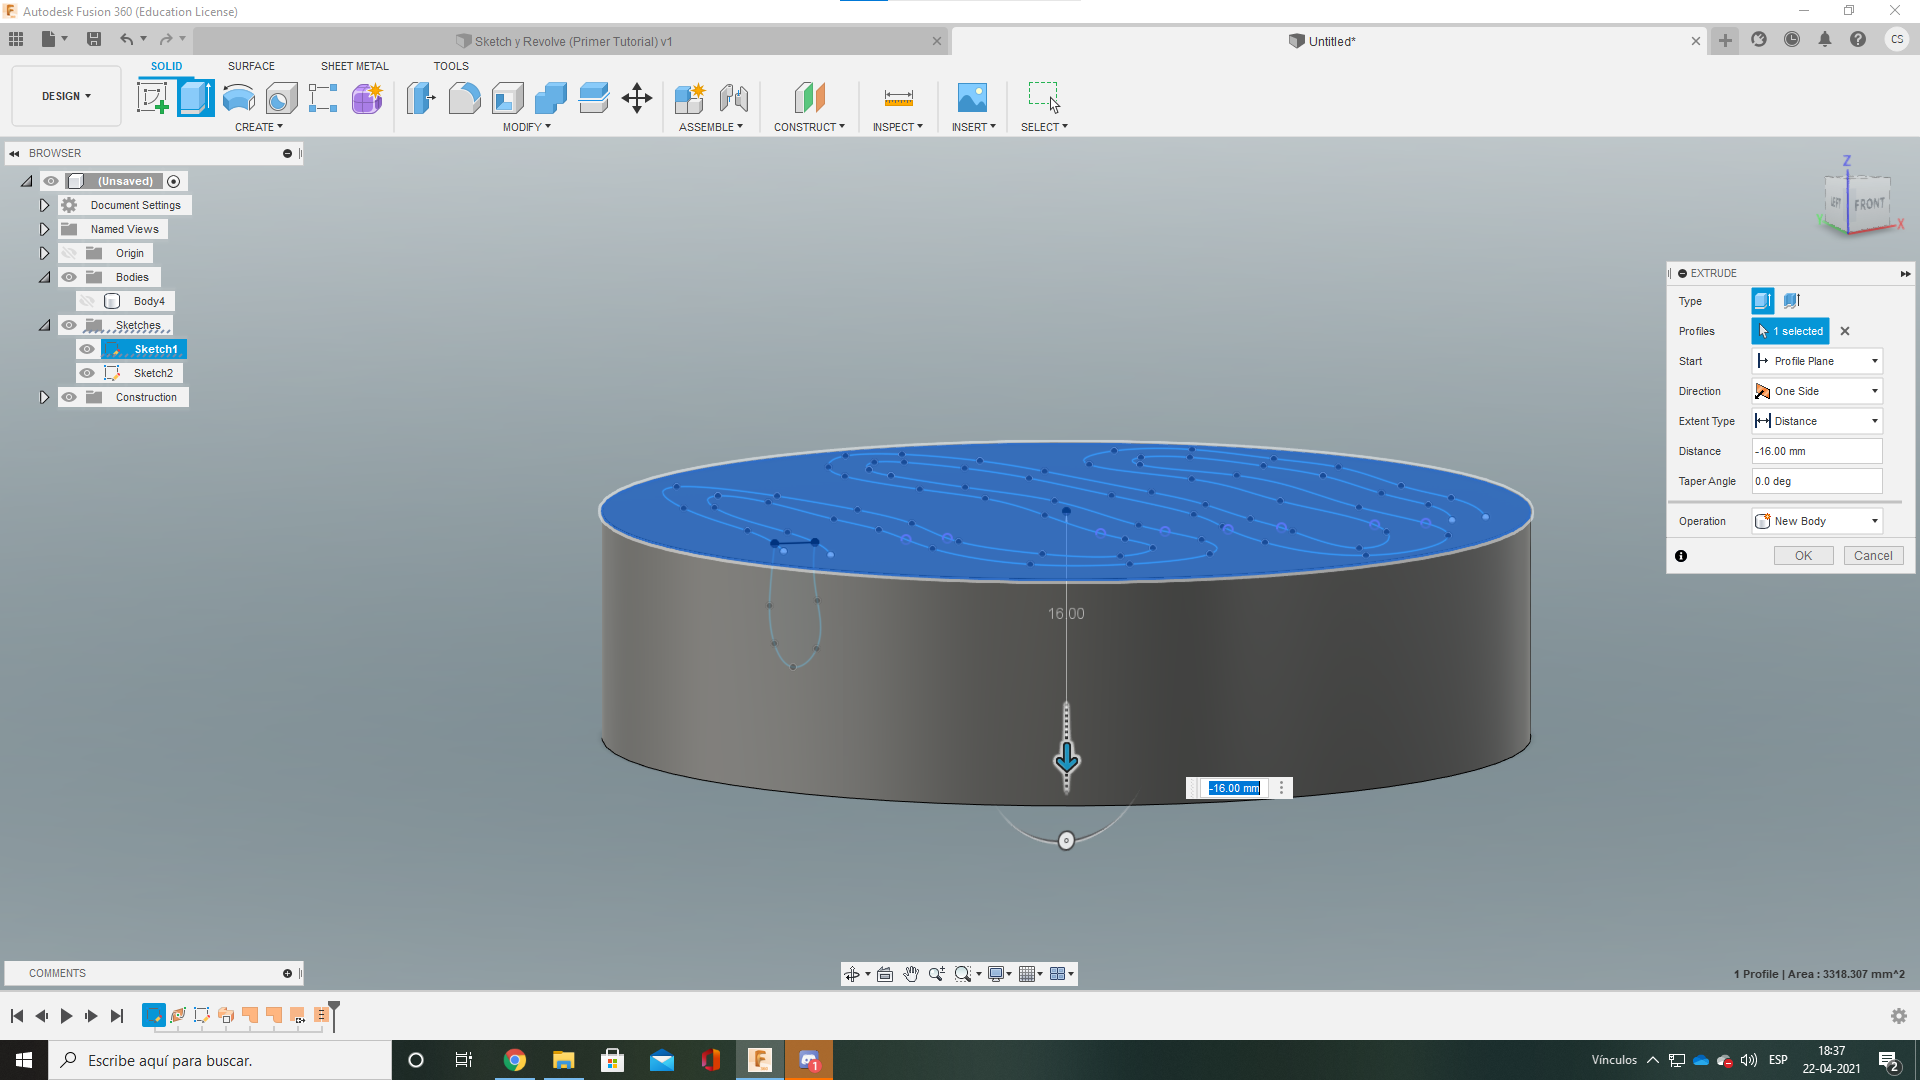 Autodesk Fusion 360 (Education License)
Sketch y Revolve (Primer Tutorial) v1
Untitled*
CS
DESIGN
SOLID
SURFACE
SHEET METAL
TOOLS
CREATE
MODIFY
ASSEMBLE
CONSTRUCT
INSPECT
INSERT
SELECT
BROWSER
(Unsaved)
Document Settings
Named Views
Origin
Bodies
Body4
Sketches
Sketch1
Sketch2
Construction
Z
LEFT
FRONT
X
Y
EXTRUDE
Type
Profiles
1 selected
Start
Profile Plane
Direction
One Side
Extent Type
Distance
Distance
-16.00 mm
Taper Angle
0.0 deg
Operation
New Body
OK
Cancel
16.00
-16.00 mm
COMMENTS
1 Profile | Area : 3318.307 mm^2
Escribe aquí para buscar.
1
Vínculos
ESP
18:37
22-04-2021
2